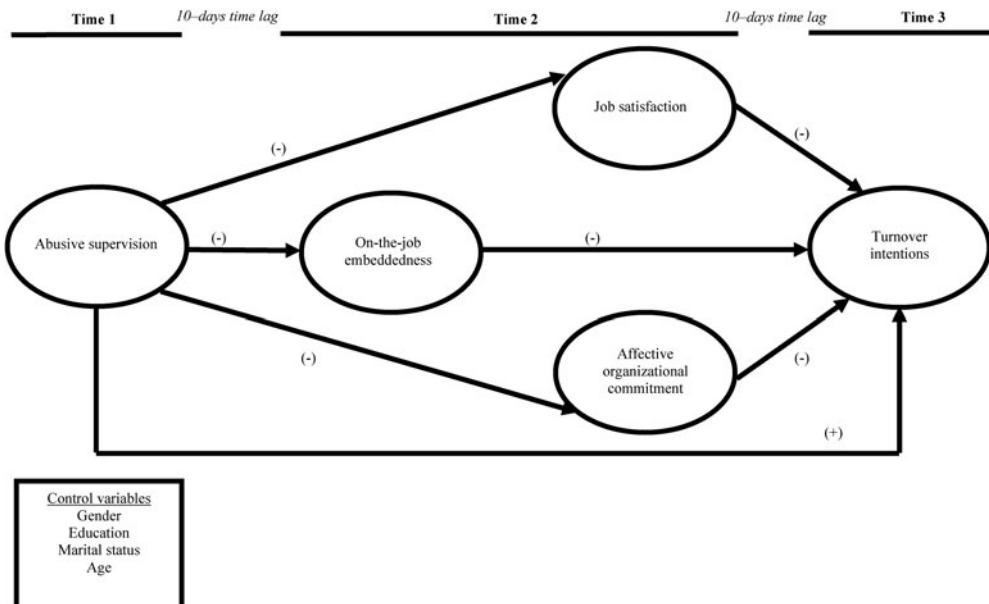 Time 1
10–days time lag
Time 2
10–days time lag
Time 3
Job satisfaction
(-)
(-)
Abusive supervision
(-)
On-the-job
embeddedness
(-)
Turnover
intentions
(-)
Affective
organizational
commitment
(-)
(+)
Control variables
Gender
Education
Marital status
Age